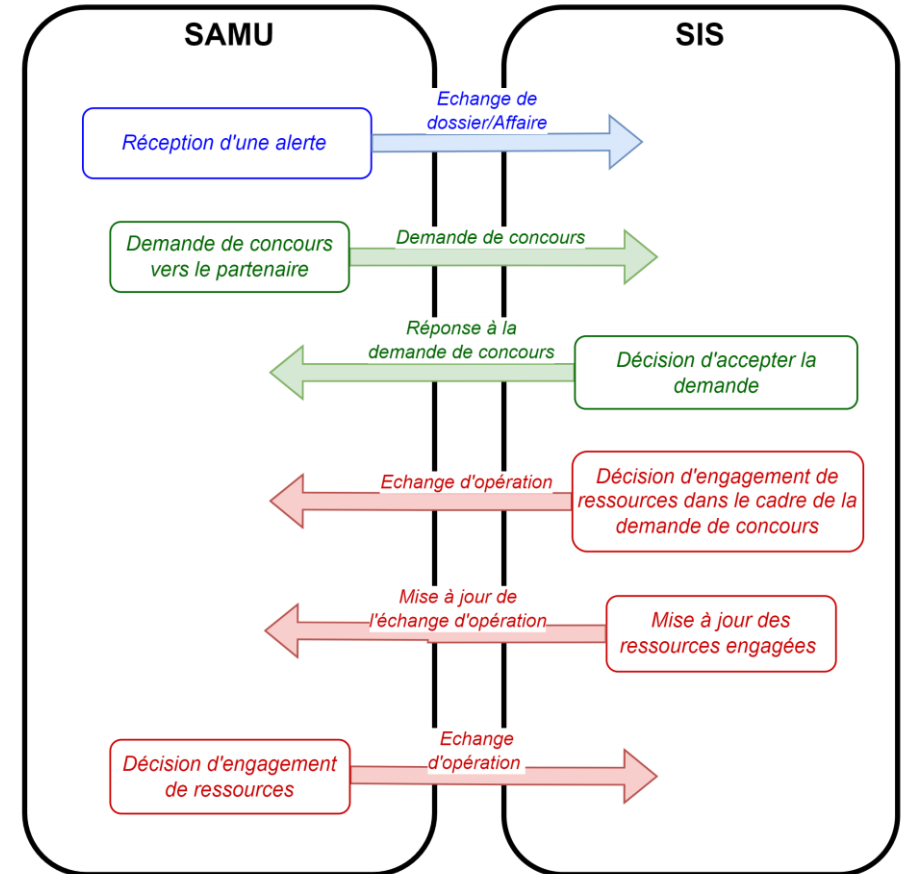 SAMU
SIS
Echange de
dossier/Affaire
Réception d'une alerte
Demande de concours
vers le partenaire
Demande de concours
Réponse à la
demande de concours
Décision d'accepter la
demande
Echange d'opération
Décision d'engagement de
ressources dans le cadre de la
demande de concours
Mise à jour de
l'échange d'opération
Mise à jour des
ressources engagées
Echange
d'opération
Décision d'engagement
de ressources